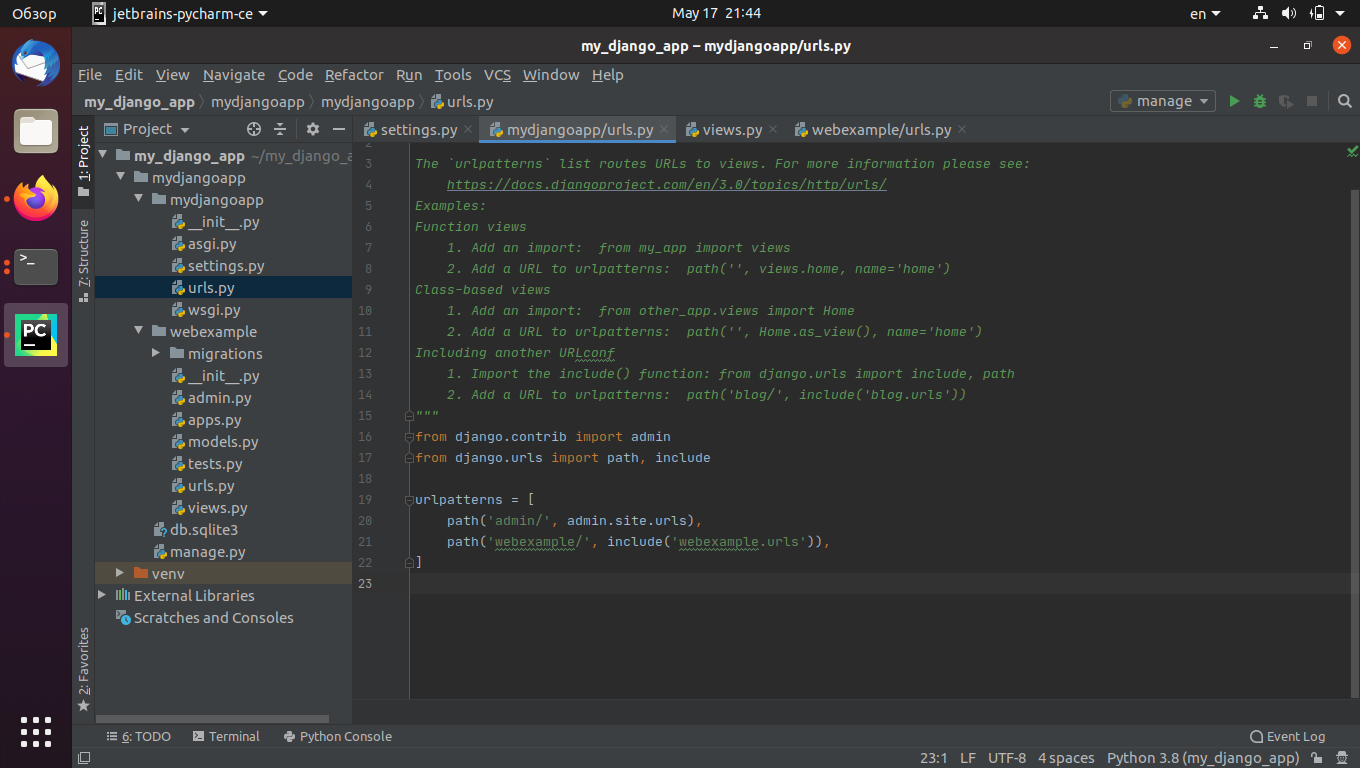 Обзор
jetbrains-pycharm-ce
May 17 21:44
en
my_django_app – mydjangoapp/urls.py
File Edit View Navigate Code Refactor Run Tools VCS Window Help
my_django_app mydjangoapp mydjangoapp urls.py
manage
1: Project
7: Structure
2: Favorites
Project
my_django_app ~/my_django_a
mydjangoapp
mydjangoapp
__init__.py
asgi.py
settings.py
urls.py
wsgi.py
webexample
migrations
__init__.py
admin.py
apps.py
models.py
tests.py
urls.py
views.py
db.sqlite3
manage.py
venv
External Libraries
Scratches and Consoles
settings.py mydjangoapp/urls.py views.py webexample/urls.py
2
3 The `urlpatterns` list routes URLs to views. For more information please see:
4 https://docs.djangoproject.com/en/3.0/topics/http/urls/
5 Examples:
6 Function views
7 1. Add an import:  from my_app import views
8 2. Add a URL to urlpatterns:  path('', views.home, name='home')
9 Class-based views
10 1. Add an import:  from other_app.views import Home
11 2. Add a URL to urlpatterns:  path('', Home.as_view(), name='home')
12 Including another URLconf
13 1. Import the include() function: from django.urls import include, path
14 2. Add a URL to urlpatterns:  path('blog/', include('blog.urls'))
15 """
16 from django.contrib import admin
17 from django.urls import path, include
18
19 urlpatterns = [
20 path('admin/', admin.site.urls),
21 path('webexample/', include('webexample.urls')),
22 ]
23
6: TODO Terminal Python Console Event Log
23:1 LF UTF-8 4 spaces Python 3.8 (my_django_app)
PC
>_
PC